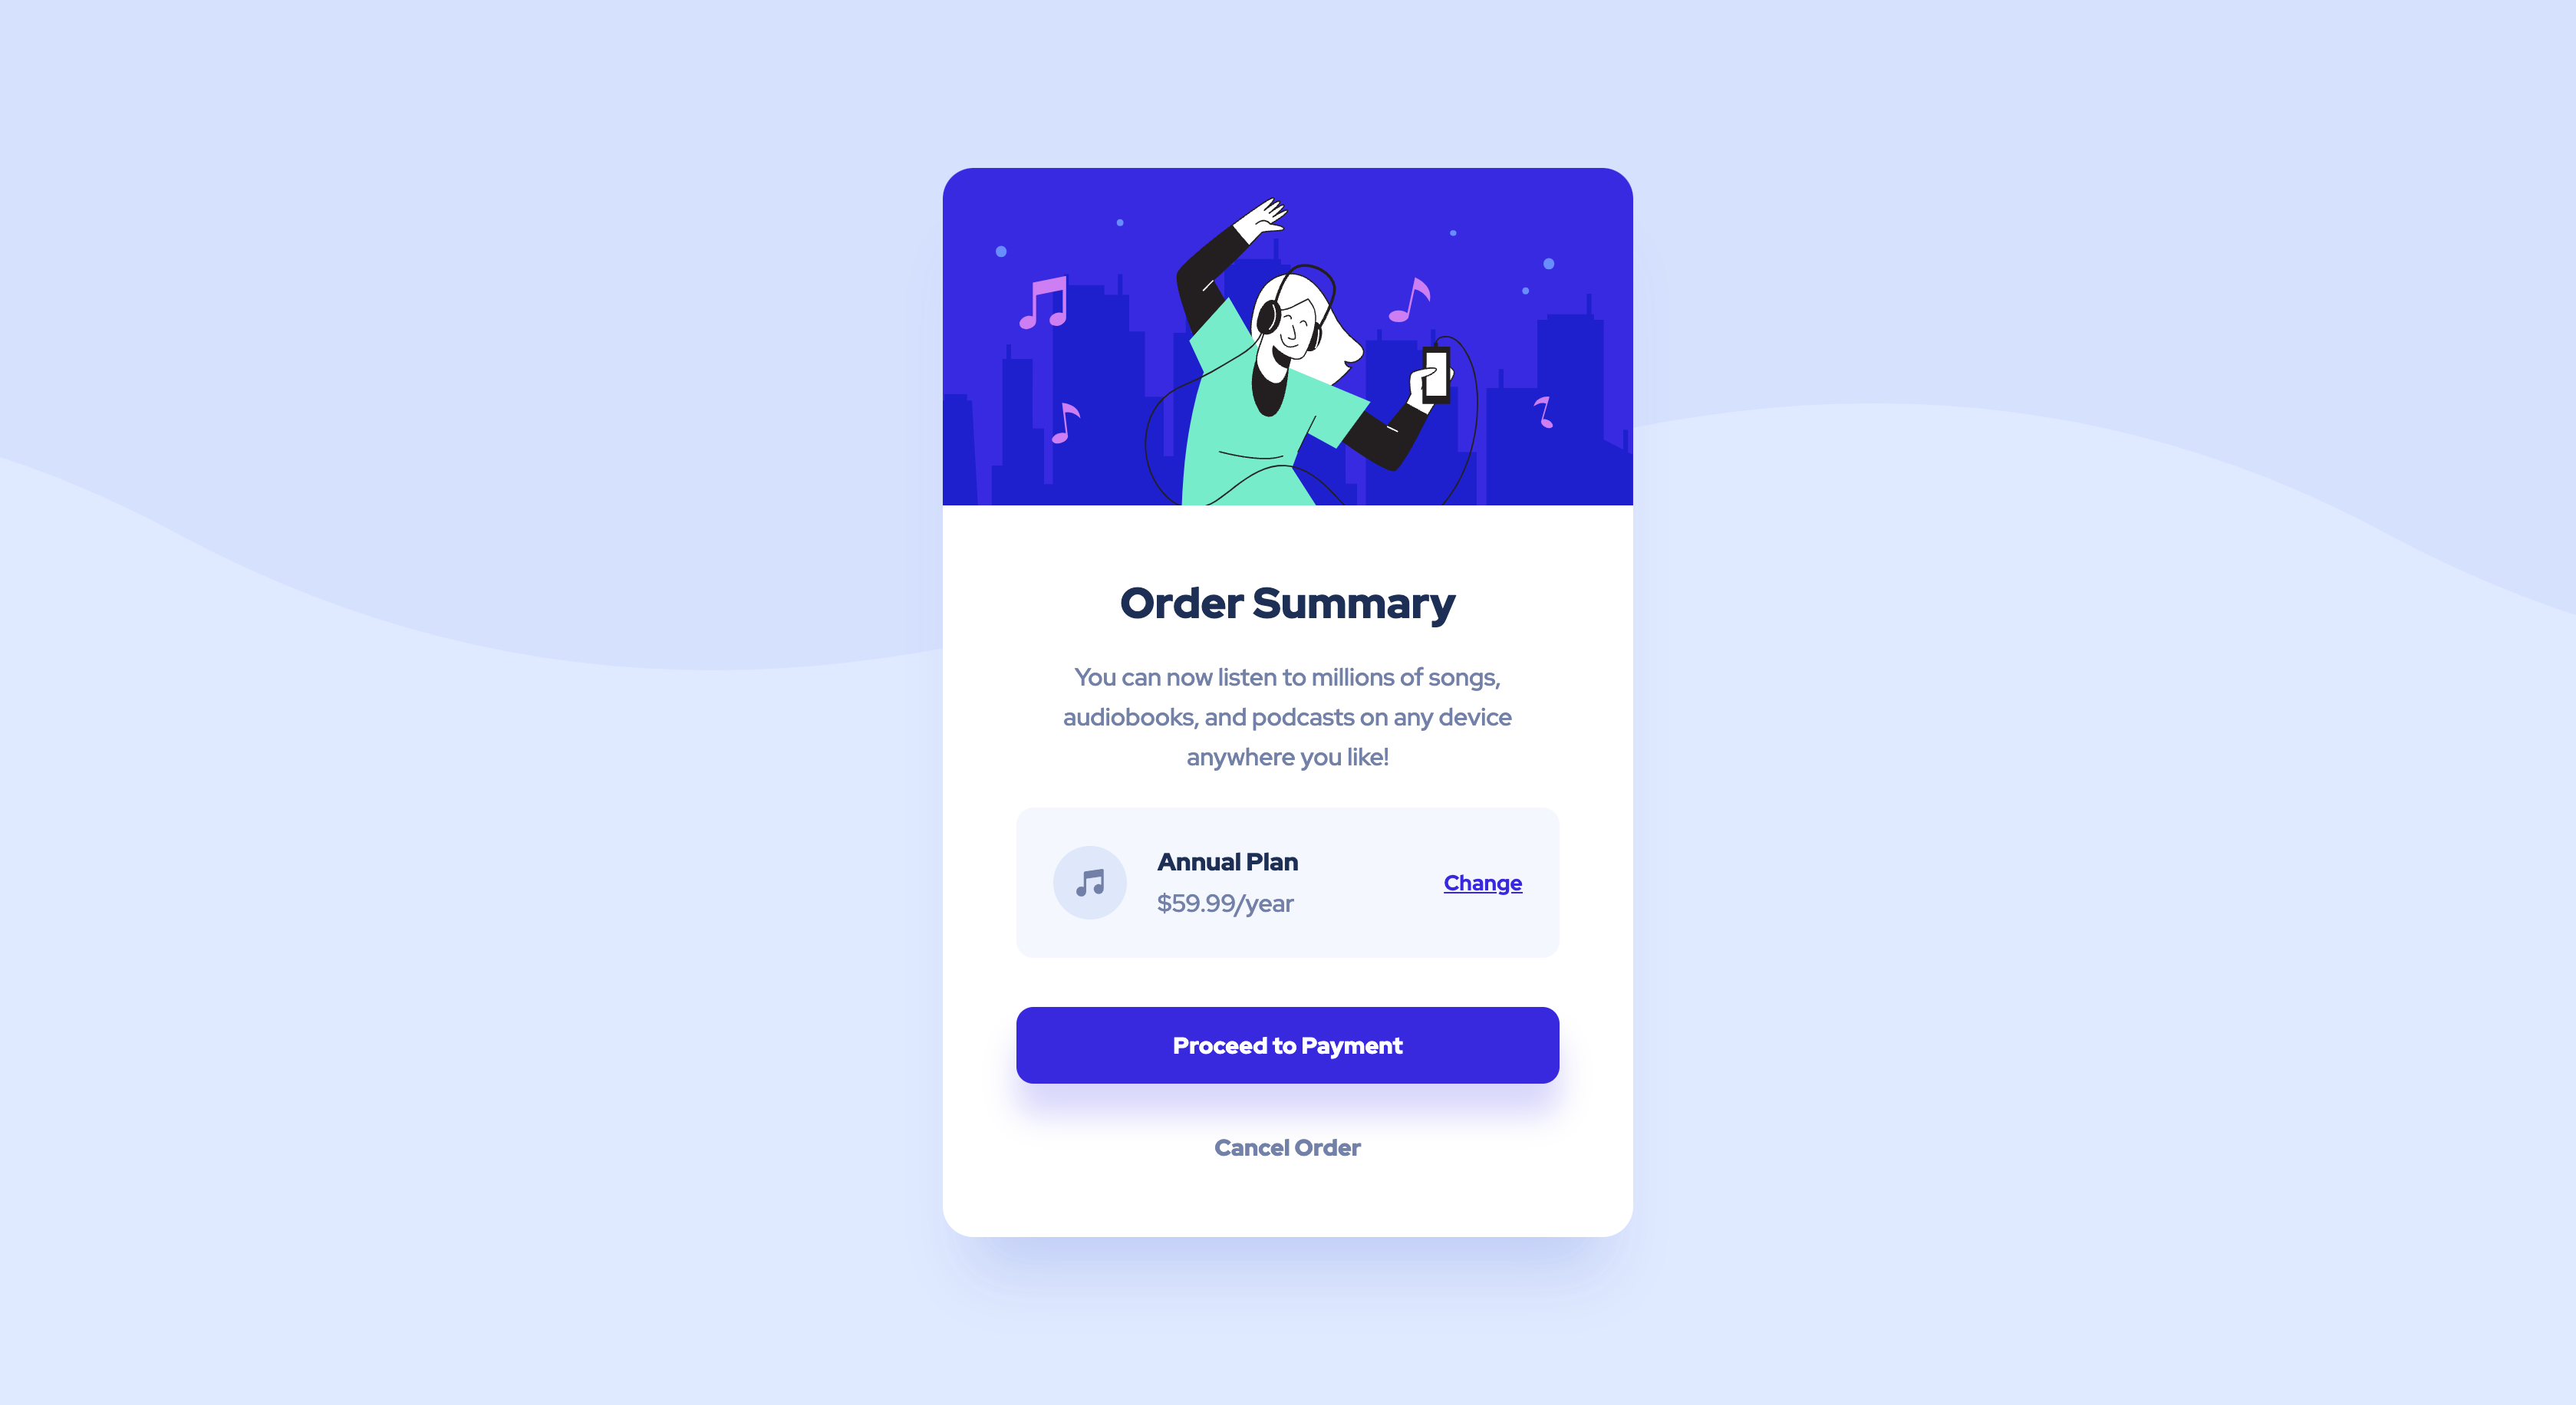 Order Summary
You can now listen to millions of songs,
audiobooks, and podcasts on any device
anywhere you like!
Annual Plan
$59.99/year
Change
Proceed to Payment
Cancel Order